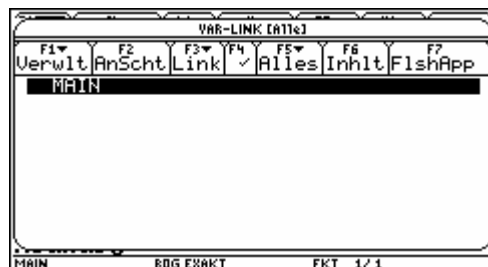 VAR-LINK [Alle]
F1▾ F2 F3▾ F4 F5▾ F6 F7
Verwlt AnScht Link ✓ Alles Inhlt FlshApp
MAIN
MAIN BOG EXAKT FKT 1/1